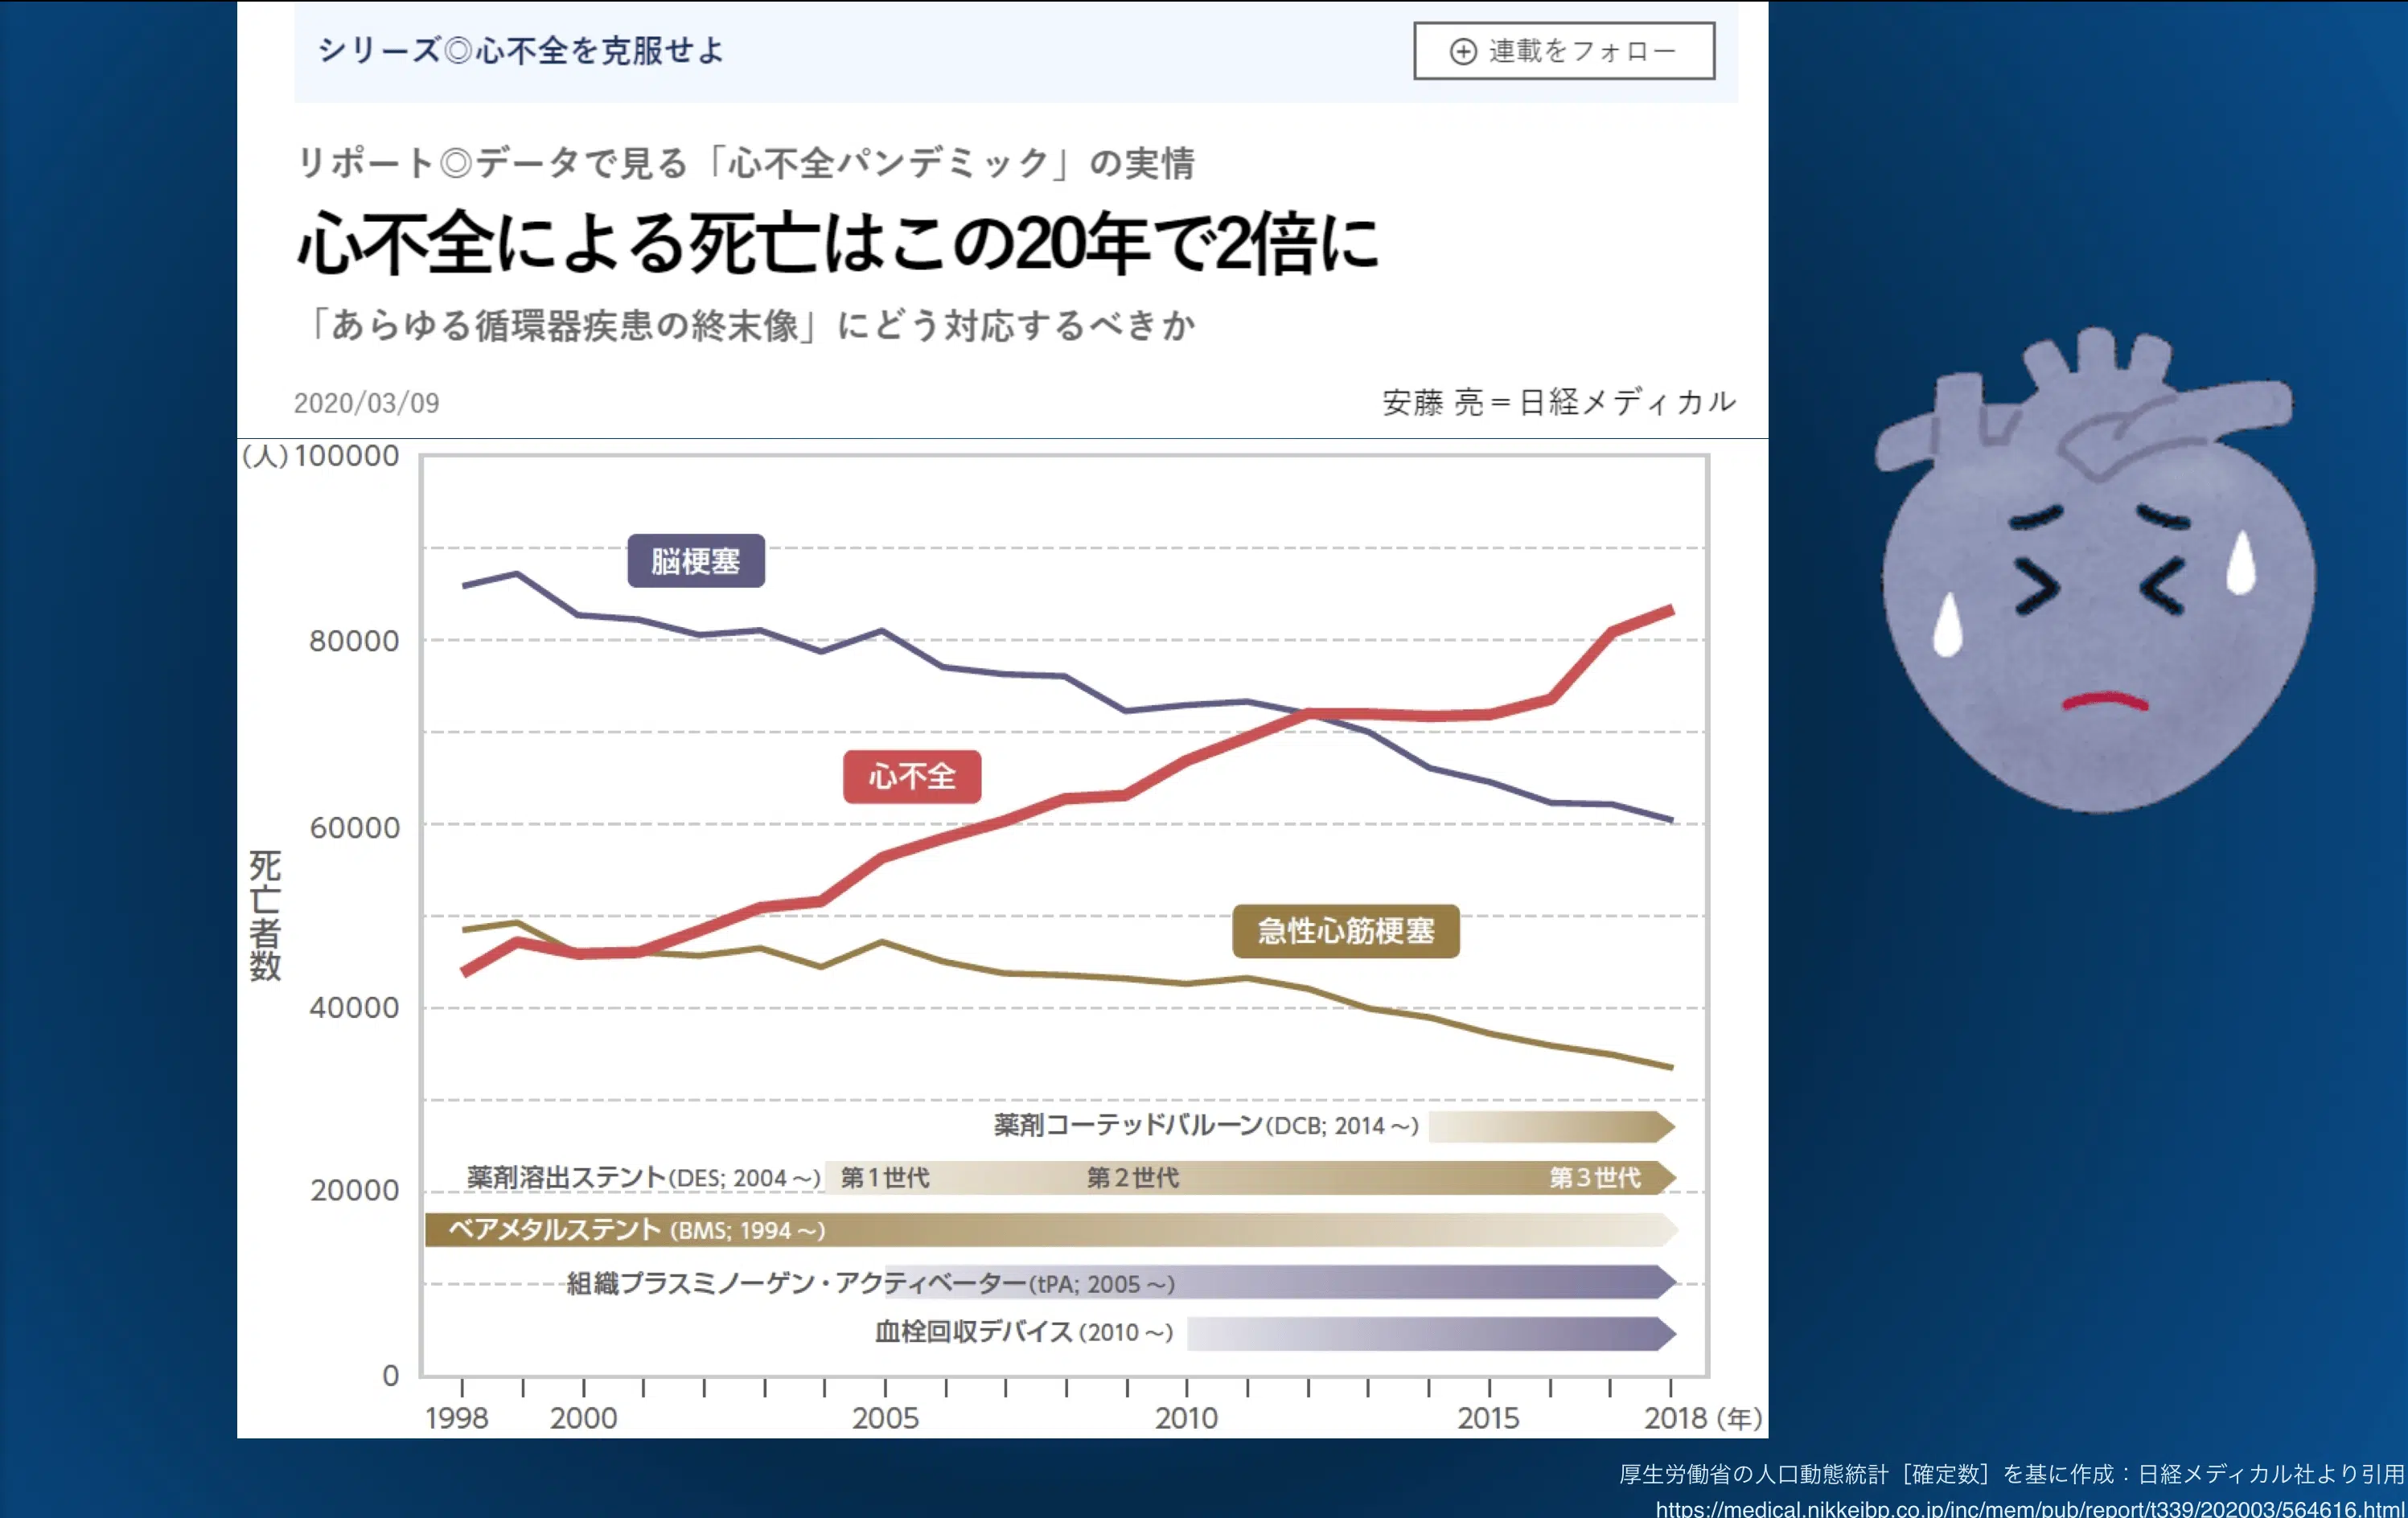 シリーズ◎心不全を克服せよ
⊕ 連載をフォロー
リポート◎データで見る「心不全パンデミック」の実情
心不全による死亡はこの20年で2倍に
「あらゆる循環器疾患の終末像」にどう対応するべきか
2020/03/09
安藤 亮＝日経メディカル
(人)
100000
80000
60000
40000
20000
0
死亡者数
脳梗塞
心不全
急性心筋梗塞
薬剤コーテッドバルーン(DCB; 2014～)
薬剤溶出ステント(DES; 2004～) 第1世代 第2世代 第3世代
ベアメタルステント (BMS; 1994～)
組織プラスミノーゲン・アクティベーター(tPA; 2005～)
血栓回収デバイス (2010～)
1998 2000 2005 2010 2015 2018 (年)
厚生労働省の人口動態統計［確定数］を基に作成：日経メディカル社より引用
https://medical.nikkeibp.co.jp/inc/mem/pub/report/t339/202003/564616.html